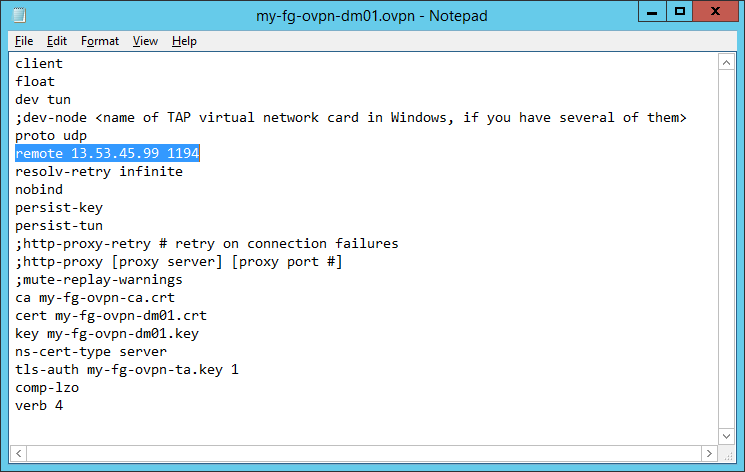 my-fg-ovpn-dm01.ovpn - Notepad
File Edit Format View Help
client
float
dev tun
;dev-node <name of TAP virtual network card in Windows, if you have several of them>
proto udp
remote 13.53.45.99 1194
resolv-retry infinite
nobind
persist-key
persist-tun
;http-proxy-retry # retry on connection failures
;http-proxy [proxy server] [proxy port #]
;mute-replay-warnings
ca my-fg-ovpn-ca.crt
cert my-fg-ovpn-dm01.crt
key my-fg-ovpn-dm01.key
ns-cert-type server
tls-auth my-fg-ovpn-ta.key 1
comp-lzo
verb 4